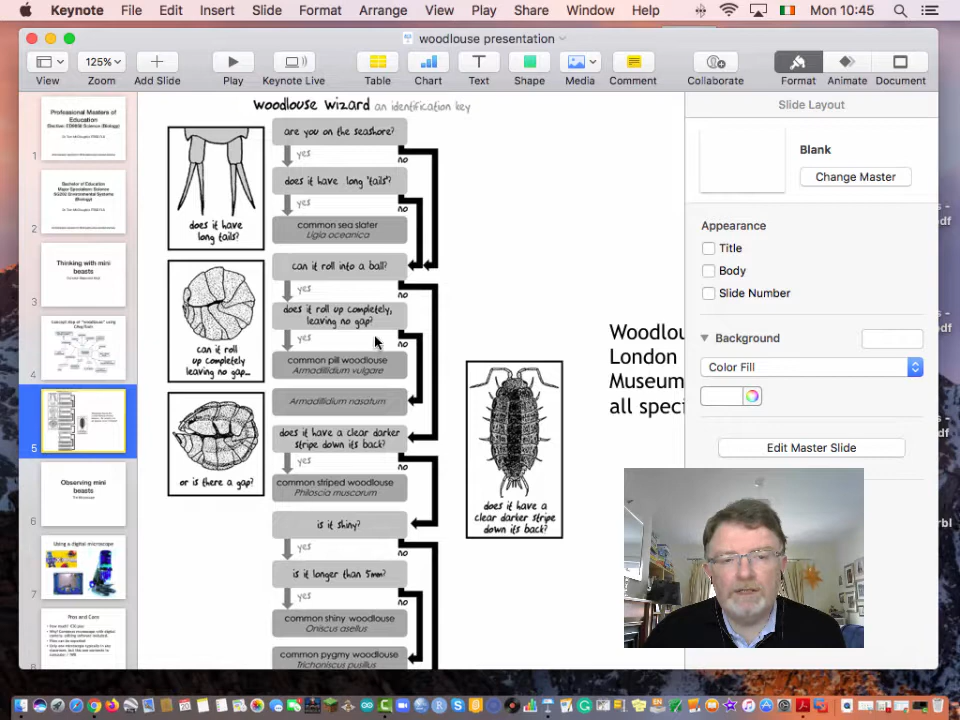 Keynote File Edit Insert Slide Format Arrange View Play Share Window Help Mon 10:45
woodlouse presentation
125%
View Zoom Add Slide Play Keynote Live Table Chart Text Shape Media Comment Collaborate Format Animate Document
woodlouse wizard an identification key
are you on the seashore?
yes
no
does it have long "tails"?
yes
no
common sea slater
Ligia oceanica
can it roll into a ball?
yes
no
does it roll up completely,
leaving no gap?
yes
no
common pill woodlouse
Armadillidium vulgare
Armadillidium nasatum
does it have a clear darker
stripe down its back?
yes
no
common striped woodlouse
Philoscia muscorum
is it shiny?
yes
no
is it longer than 5mm?
yes
no
common shiny woodlouse
Oniscus asellus
common pygmy woodlouse
Trichoniscus pusillus
does it have
long tails?
can it roll
up completely
leaving no gap...
or is there a gap?
does it have a
clear darker stripe
down its back?
Woodlou
London
Museum
all speci
Slide Layout
Blank
Change Master
Appearance
Title
Body
Slide Number
Background
Color Fill
Edit Master Slide
1
Professional Masters of
Education
2
Bachelor of Education
3
Thinking with mini
beasts
4
5
6
Observing mini
beasts
7
Using a digital microscope
8
Pros and Cons